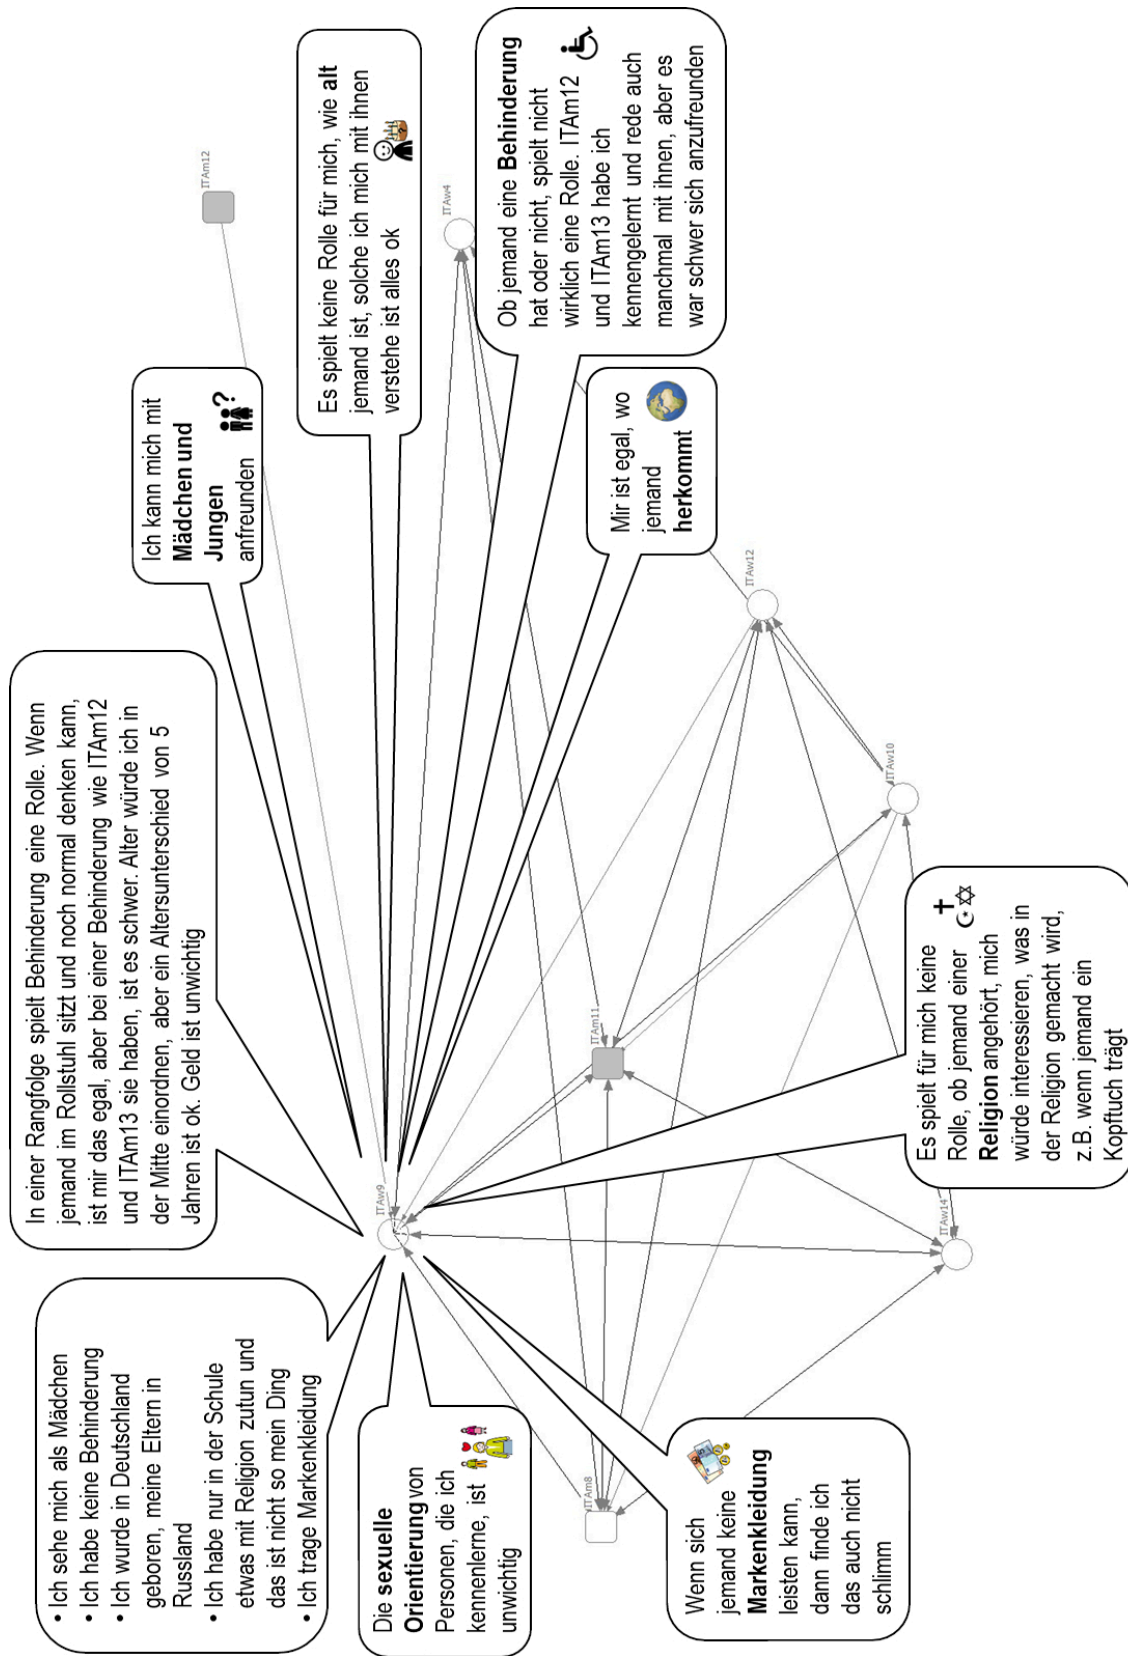 • Ich sehe mich als Mädchen
• Ich habe keine Behinderung
• Ich wurde in Deutschland
geboren, meine Eltern in
Russland
• Ich habe nur in der Schule
etwas mit Religion zutun und
das ist nicht so mein Ding
• Ich trage Markenkleidung
In einer Rangfolge spielt Behinderung eine Rolle. Wenn
jemand im Rollstuhl sitzt und noch normal denken kann,
ist mir das egal, aber bei einer Behinderung wie ITAm12
und ITAm13 sie haben, ist es schwer. Alter würde ich in
der Mitte einordnen, aber ein Altersunterschied von 5
Jahren ist ok. Geld ist unwichtig
Ich kann mich mit
Mädchen und
Jungen
anfreunden
?
ITAm12
Es spielt keine Rolle für mich, wie alt
jemand ist, solche ich mich mit ihnen
verstehe ist alles ok
ITAw4
Ob jemand eine Behinderung
hat oder nicht, spielt nicht
wirklich eine Rolle. ITAm12
und ITAm13 habe ich
kennengelernt und rede auch
manchmal mit ihnen, aber es
war schwer sich anzufreunden
Mir ist egal, wo
jemand
herkommt
ITAw9
Die sexuelle
Orientierung von
Personen, die ich
kennenlerne, ist
unwichtig
ITAm8
ITAm11
ITAw12
ITAw10
Wenn sich
jemand keine
Markenkleidung
leisten kann,
dann finde ich
das auch nicht
schlimm
ITAw14
Es spielt für mich keine
Rolle, ob jemand einer
Religion angehört, mich
würde interessieren, was in
der Religion gemacht wird,
z.B. wenn jemand ein
Kopftuch trägt